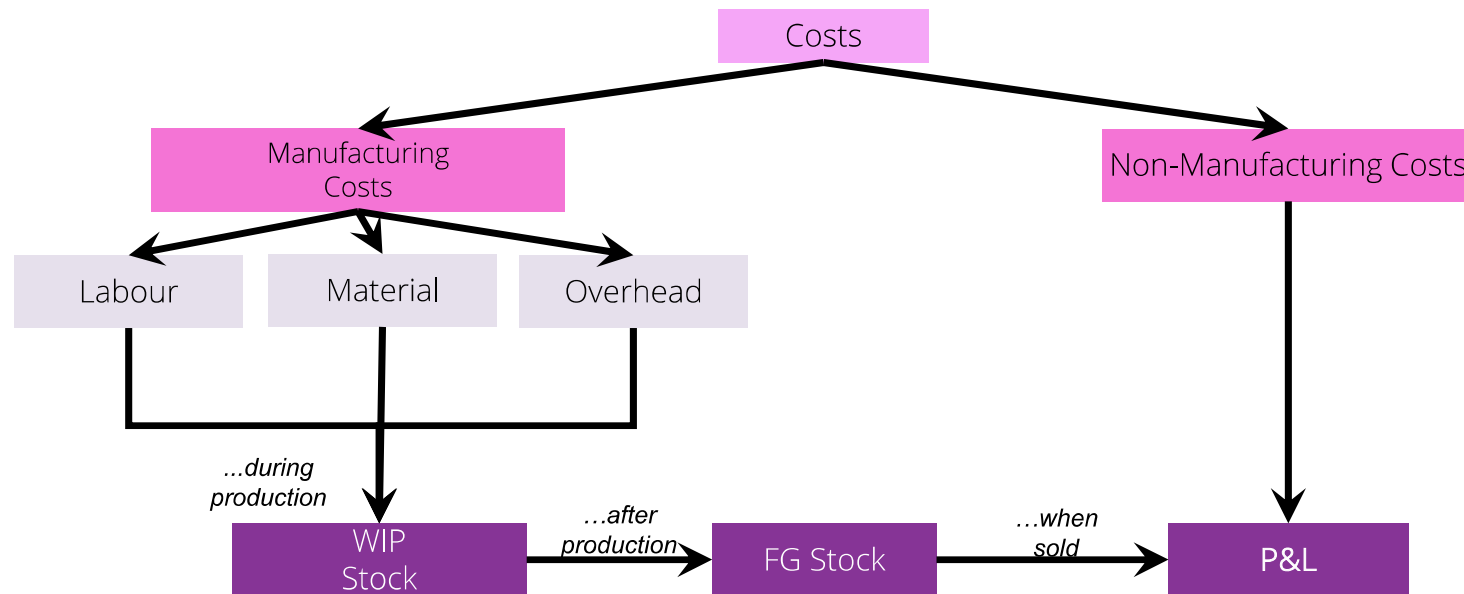 Costs
Manufacturing
Costs
Non-Manufacturing Costs
Labour
Material
Overhead
...during
production
WIP
Stock
...after
production
FG Stock
...when
sold
P&L